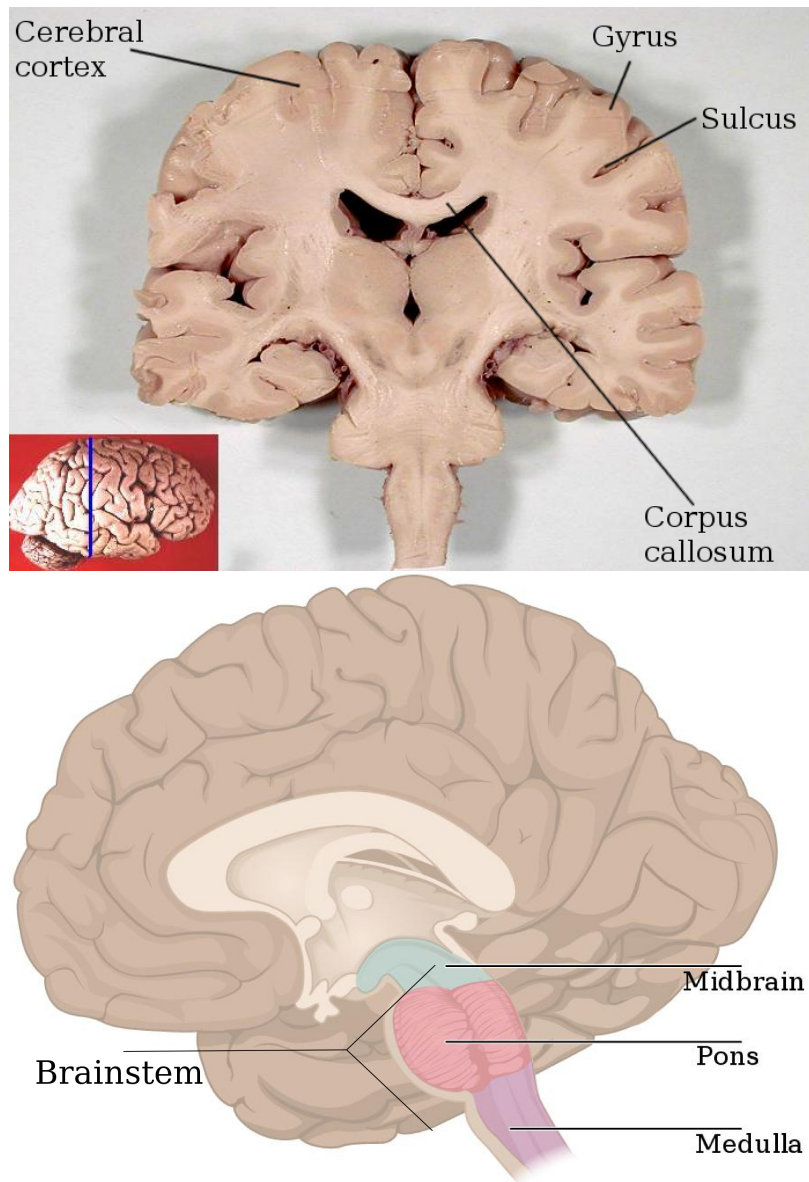 Cerebral
cortex
Gyrus
Sulcus
Corpus
callosum
Midbrain
Pons
Brainstem
Medulla